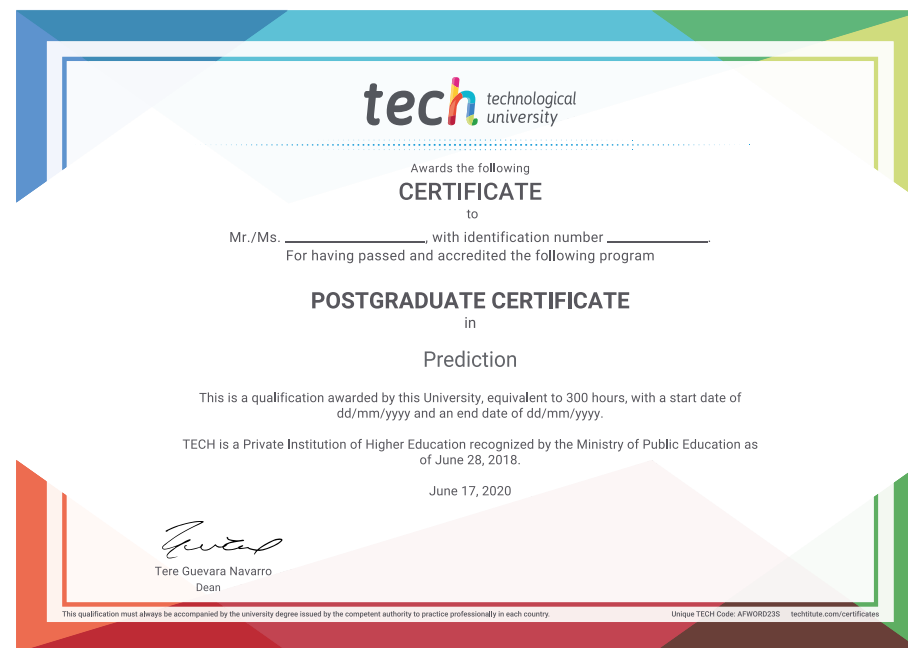 tech technological
university
Awards the following
CERTIFICATE
to
Mr./Ms. ____________________, with identification number ______________.
For having passed and accredited the following program
POSTGRADUATE CERTIFICATE
in
Prediction
This is a qualification awarded by this University, equivalent to 300 hours, with a start date of
dd/mm/yyyy and an end date of dd/mm/yyyy.
TECH is a Private Institution of Higher Education recognized by the Ministry of Public Education as
of June 28, 2018.
June 17, 2020
Tere Guevara Navarro
Dean
This qualification must always be accompanied by the university degree issued by the competent authority to practice professionally in each country. Unique TECH Code: AFWORD23S techtitute.com/certificates